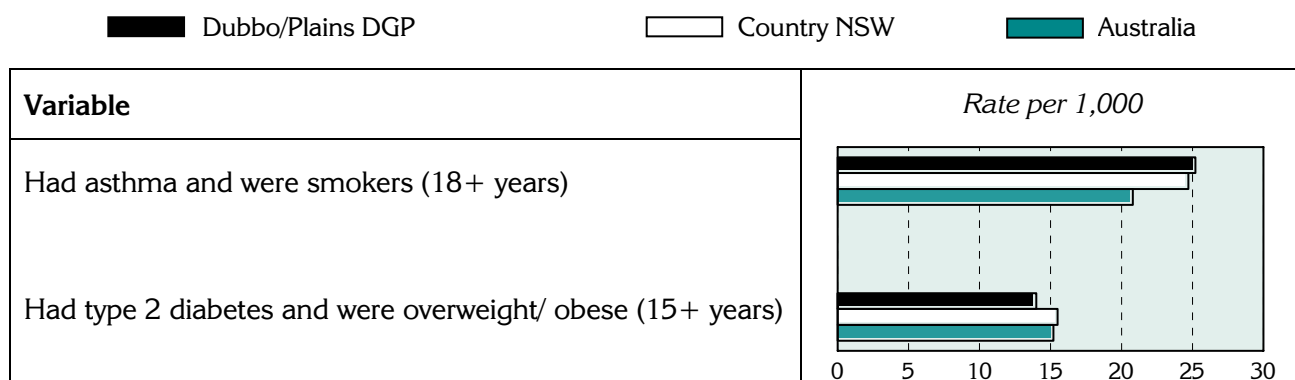 Dubbo/Plains DGP Country NSW Australia
Variable Rate per 1,000
Had asthma and were smokers (18+ years)
Had type 2 diabetes and were overweight/ obese (15+ years)
0 5 10 15 20 25 30